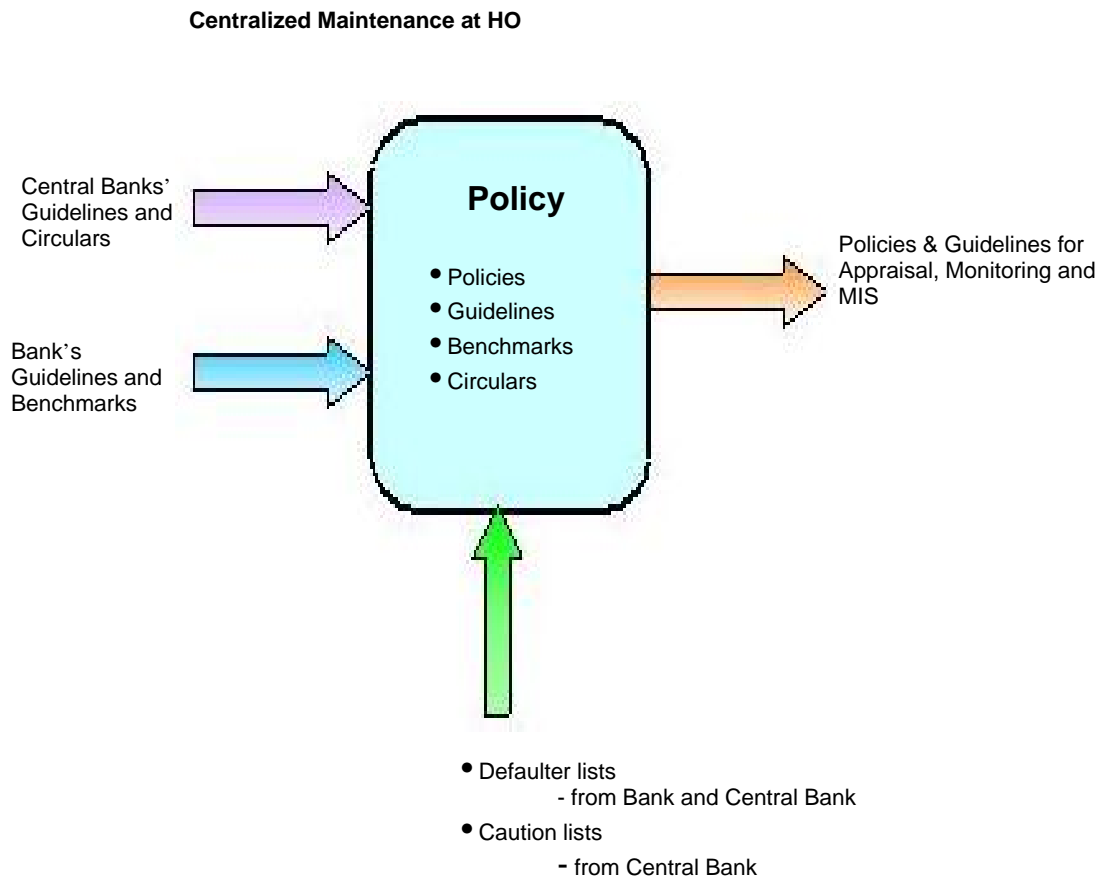 Centralized Maintenance at HO
Central Banks’
Guidelines and
Circulars
Bank’s
Guidelines and
Benchmarks
Policy
• Policies
• Guidelines
• Benchmarks
• Circulars
Policies & Guidelines for
Appraisal, Monitoring and
MIS
• Defaulter lists
- from Bank and Central Bank
• Caution lists
- from Central Bank